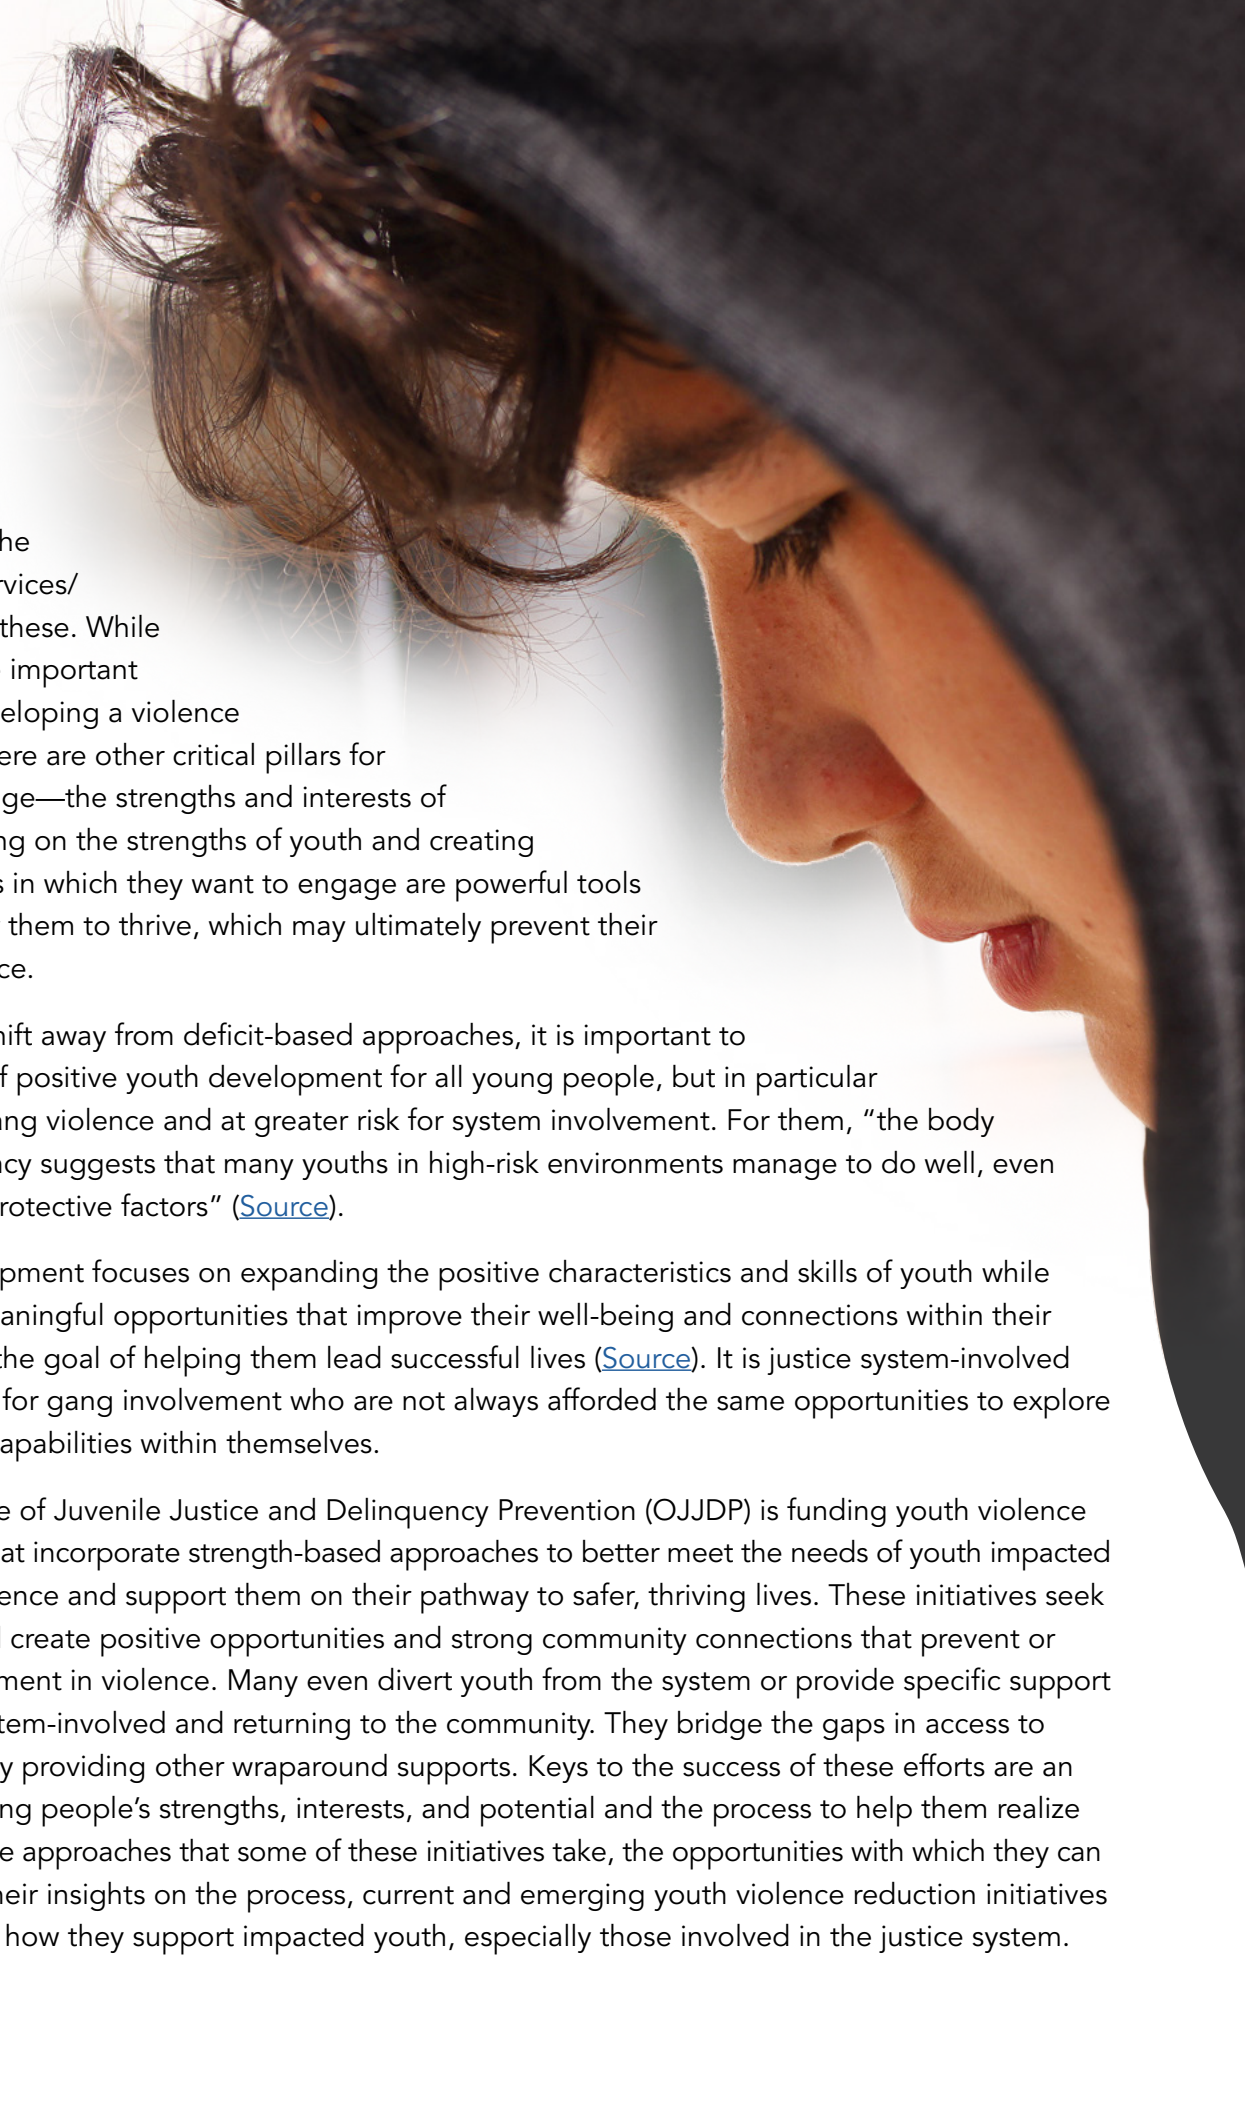 he
rvices/
these. While
important
eloping a violence
ere are other critical pillars for
ge—the strengths and interests of
ng on the strengths of youth and creating
s in which they want to engage are powerful tools
them to thrive, which may ultimately prevent their
ce.
hift away from deficit-based approaches, it is important to
f positive youth development for all young people, but in particular
ang violence and at greater risk for system involvement. For them, “the body
ncy suggests that many youths in high-risk environments manage to do well, even
rotective factors” (Source).
pment focuses on expanding the positive characteristics and skills of youth while
aningful opportunities that improve their well-being and connections within their
the goal of helping them lead successful lives (Source). It is justice system-involved
for gang involvement who are not always afforded the same opportunities to explore
apabilities within themselves.
e of Juvenile Justice and Delinquency Prevention (OJJDP) is funding youth violence
at incorporate strength-based approaches to better meet the needs of youth impacted
ence and support them on their pathway to safer, thriving lives. These initiatives seek
create positive opportunities and strong community connections that prevent or
ment in violence. Many even divert youth from the system or provide specific support
tem-involved and returning to the community. They bridge the gaps in access to
y providing other wraparound supports. Keys to the success of these efforts are an
ng people’s strengths, interests, and potential and the process to help them realize
e approaches that some of these initiatives take, the opportunities with which they can
heir insights on the process, current and emerging youth violence reduction initiatives
how they support impacted youth, especially those involved in the justice system.